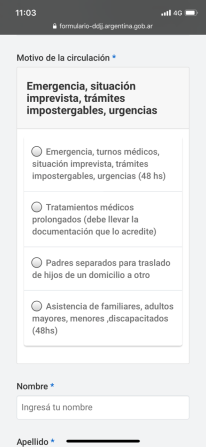 11:03
4G
formulario-ddjj.argentina.gob.ar
Motivo de la circulación *
Emergencia, situación
imprevista, trámites
impostergables, urgencias
Emergencia, turnos médicos,
situación imprevista, trámites
impostergables, urgencias (48 hs)
Tratamientos médicos
prolongados (debe llevar la
documentación que lo acredite)
Padres separados para traslado
de hijos de un domicilio a otro
Asistencia de familiares, adultos
mayores, menores ,discapacitados
(48hs)
Nombre *
Ingresá tu nombre
Apellido *